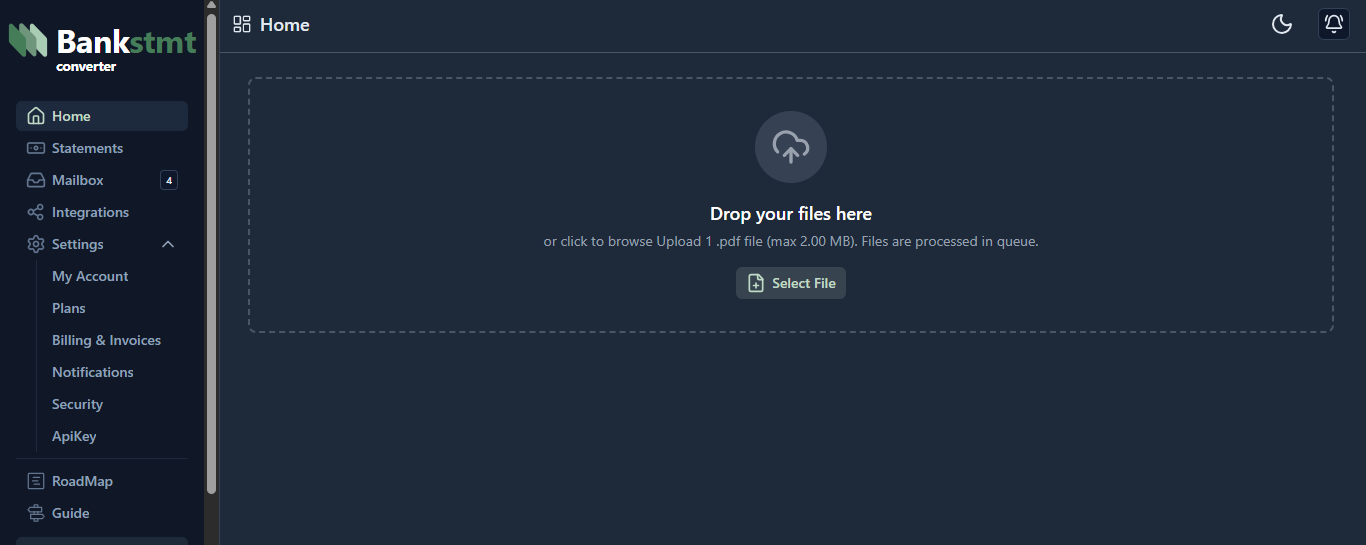 Bankstmt
converter
Home
Statements
Mailbox
4
Integrations
Settings
My Account
Plans
Billing & Invoices
Notifications
Security
ApiKey
RoadMap
Guide
Home
Drop your files here
or click to browse Upload 1 .pdf file (max 2.00 MB). Files are processed in queue.
Select File